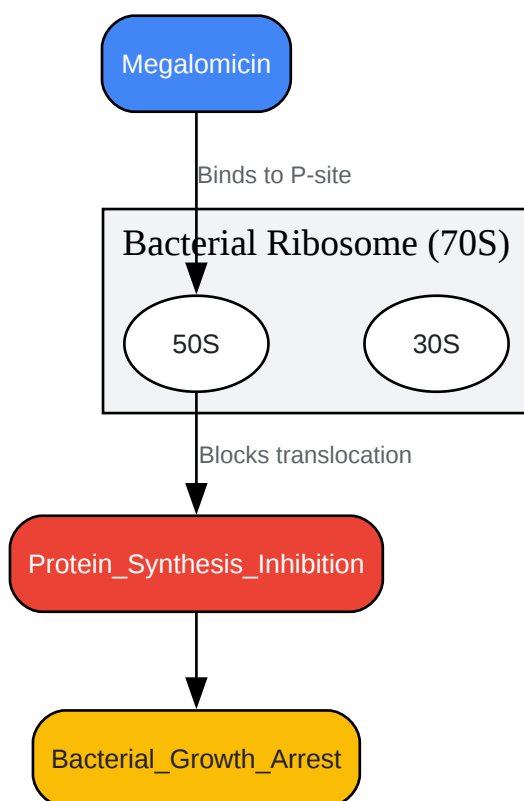 Megalomicin
Binds to P-site
Bacterial Ribosome (70S)
50S
30S
Blocks translocation
Protein_Synthesis_Inhibition
Bacterial_Growth_Arrest